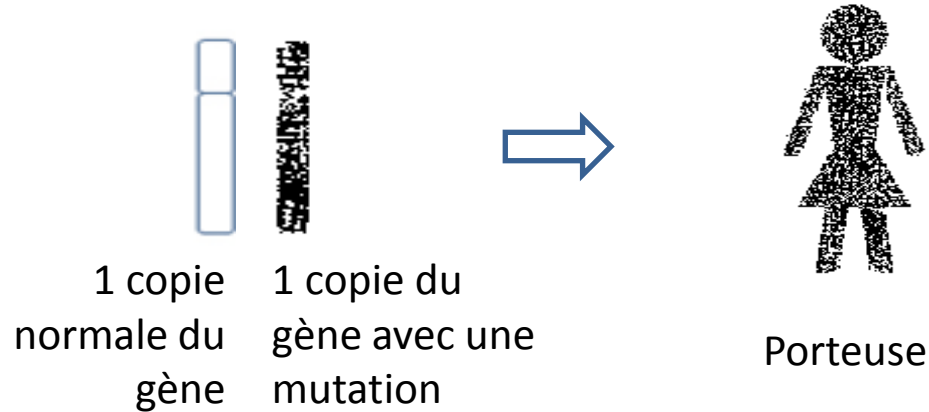 1 copie
normale du
gène
1 copie du
gène avec une
mutation
Porteuse